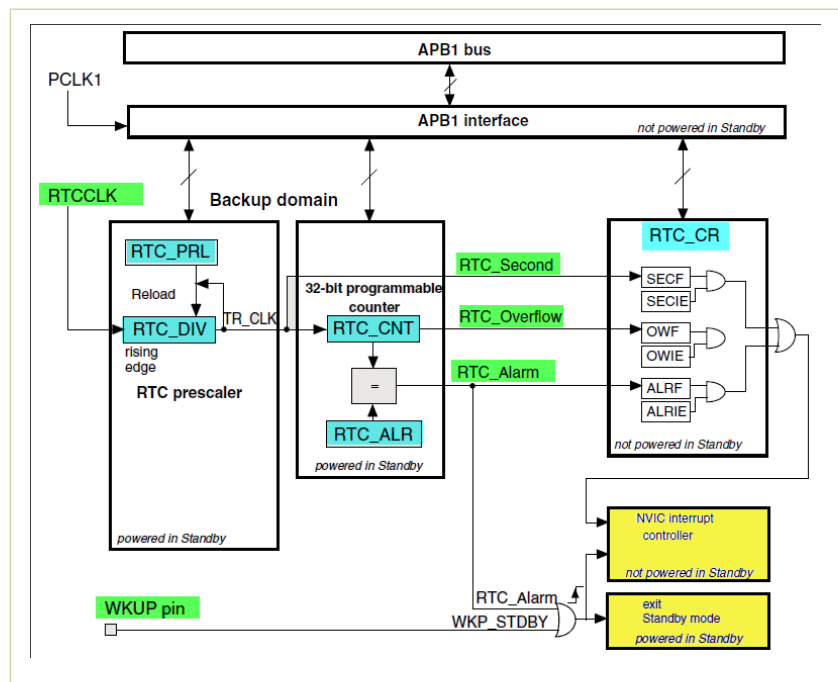 APB1 bus
PCLK1
APB1 interface
not powered in Standby
RTCCLK
Backup domain
RTC_PRL
Reload
RTC_DIV
TR_CLK
rising
edge
RTC prescaler
powered in Standby
32-bit programmable
counter
RTC_CNT
=
RTC_ALR
powered in Standby
RTC_Second
RTC_Overflow
RTC_Alarm
RTC_CR
SECF
SECIE
OWF
OWIE
ALRF
ALRIE
not powered in Standby
NVIC interrupt
controller
not powered in Standby
RTC_Alarm
WKUP pin
WKP_STDBY
exit
Standby mode
powered in Standby